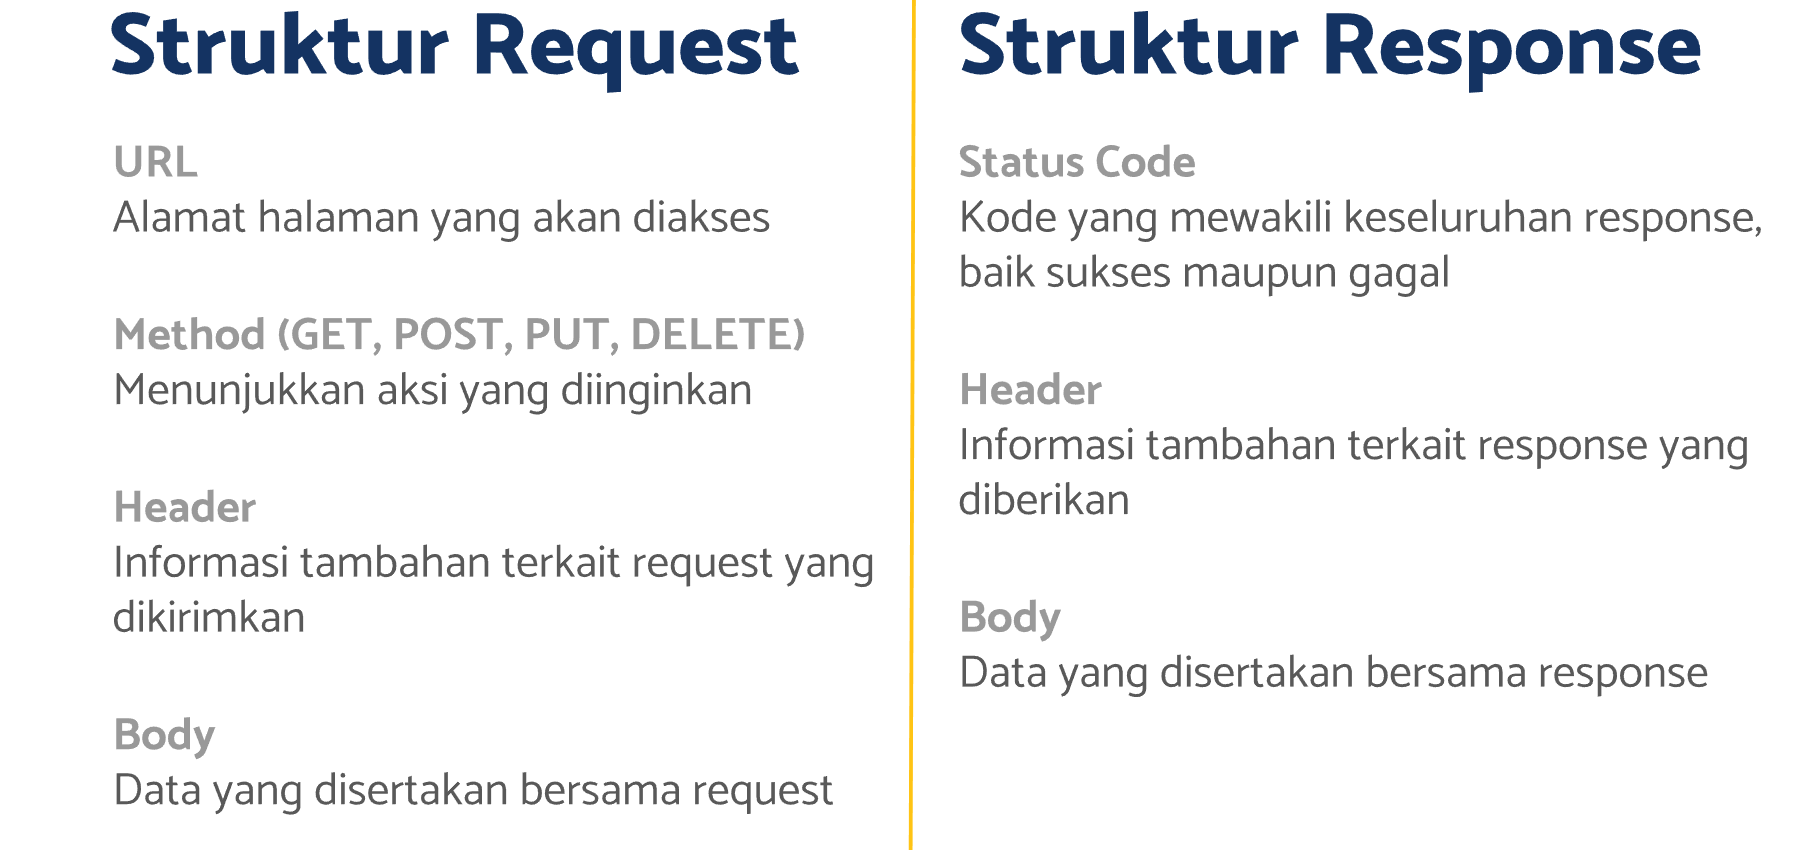 Struktur Request
URL
Alamat halaman yang akan diakses
Method (GET, POST, PUT, DELETE)
Menunjukkan aksi yang diinginkan
Header
Informasi tambahan terkait request yang
dikirimkan
Body
Data yang disertakan bersama request
Struktur Response
Status Code
Kode yang mewakili keseluruhan response,
baik sukses maupun gagal
Header
Informasi tambahan terkait response yang
diberikan
Body
Data yang disertakan bersama response